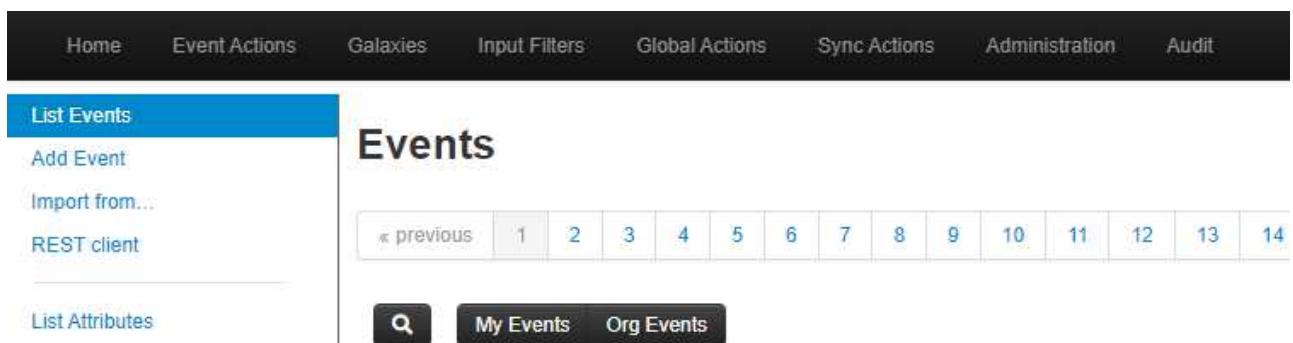 Home Event Actions Galaxies Input Filters Global Actions Sync Actions Administration Audit
List Events
Add Event
Import from...
REST client
List Attributes
Events
« previous 1 2 3 4 5 6 7 8 9 10 11 12 13 14
My Events Org Events